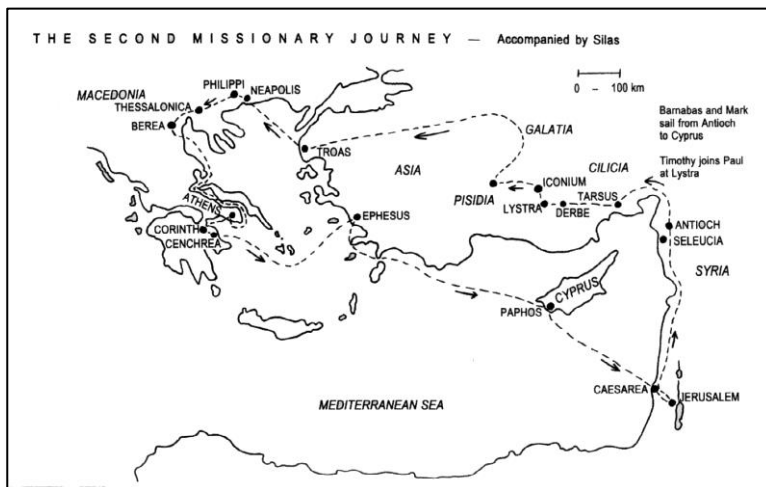 THE SECOND MISSIONARY JOURNEY — Accompanied by Silas
MACEDONIA
PHILIPPI
NEAPOLIS
THESSALONICA
BEREA
0 – 100 km
Barnabas and Mark
sail from Antioch
to Cyprus
GALATIA
TROAS
ASIA
CILICIA
Timothy joins Paul
at Lystra
ICONIUM
PISIDIA
LYSTRA
DERBE
TARSUS
ATHENS
EPHESUS
CORINTH
CENCHREA
ANTIOCH
SELEUCIA
SYRIA
CYPRUS
PAPHOS
CAESAREA
JERUSALEM
MEDITERRANEAN SEA